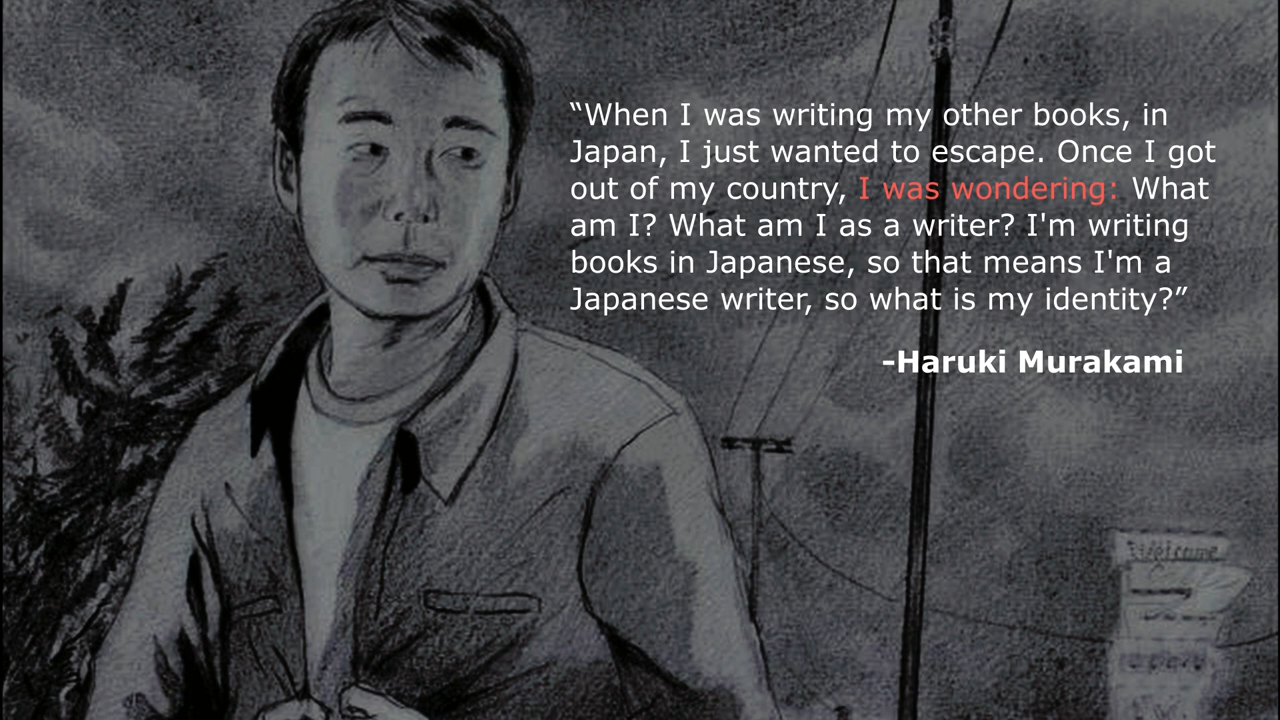 “When I was writing my other books, in
Japan, I just wanted to escape. Once I got
out of my country, I was wondering: What
am I? What am I as a writer? I'm writing
books in Japanese, so that means I'm a
Japanese writer, so what is my identity?”
-Haruki Murakami
Welcome